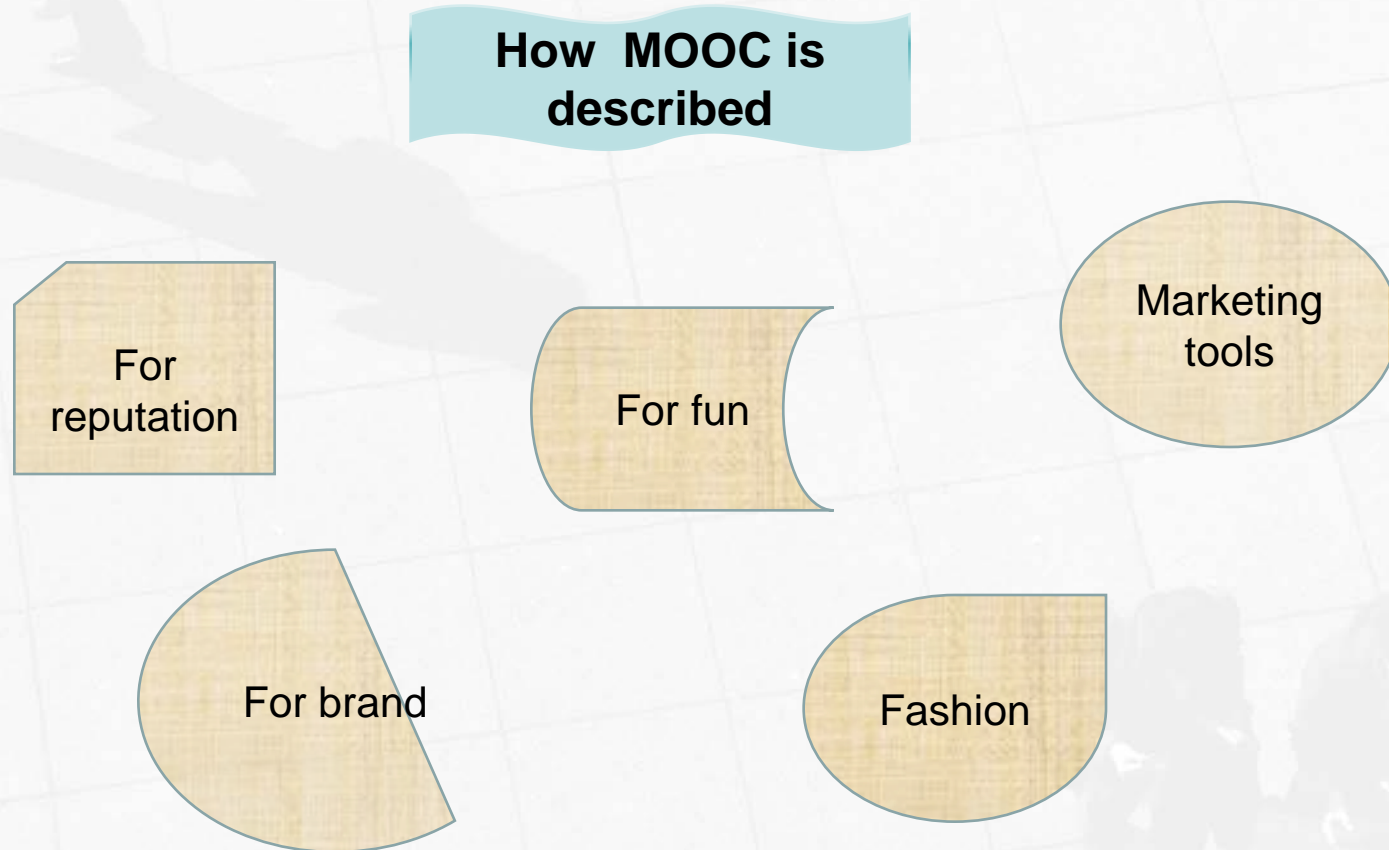 How  MOOC is
described
For
reputation
For fun
Marketing
tools
For brand
Fashion